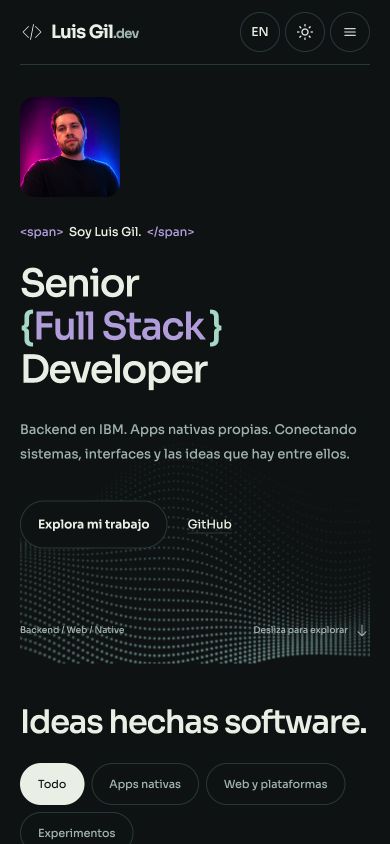 </> Luis Gil.dev
EN
<span> Soy Luis Gil. </span>
Senior
{Full Stack}
Developer
Backend en IBM. Apps nativas propias. Conectando
sistemas, interfaces y las ideas que hay entre ellos.
Explora mi trabajo
GitHub
Backend / Web / Native
Desliza para explorar ↓
Ideas hechas software.
Todo
Apps nativas
Web y plataformas
Experimentos